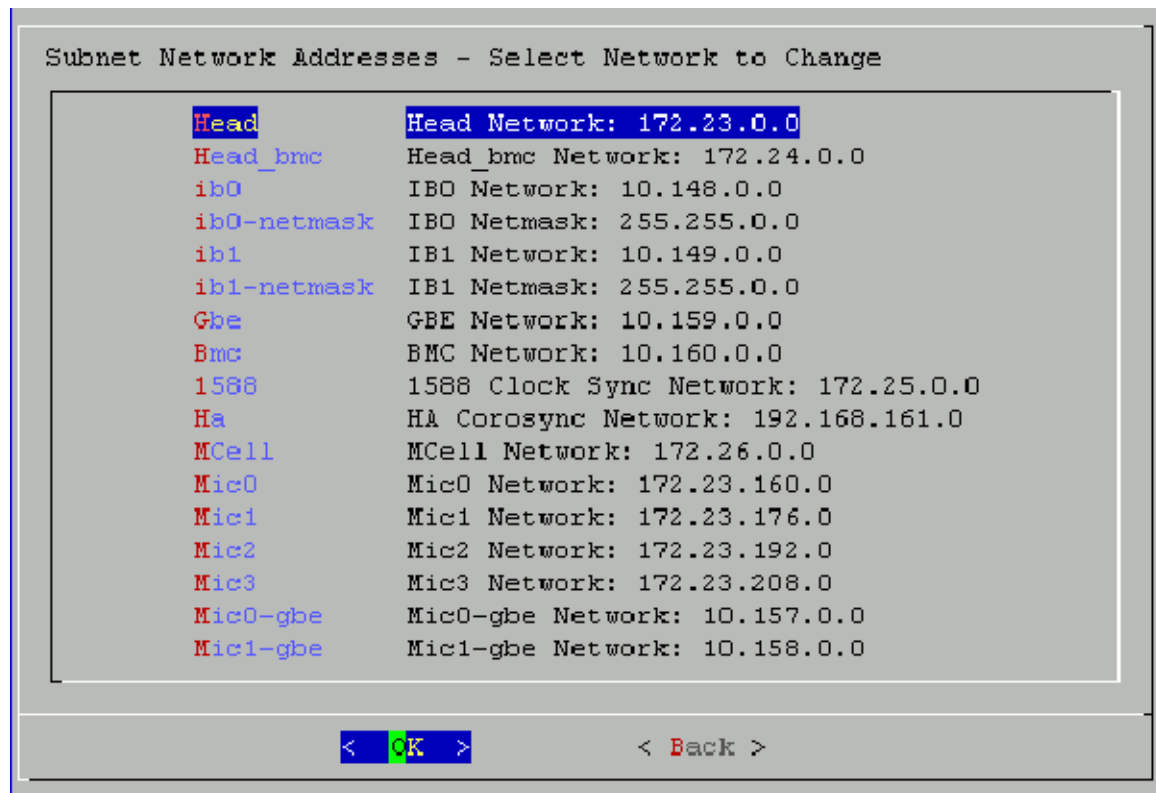 Subnet Network Addresses - Select Network to Change
Head Head Network: 172.23.0.0
Head_bmc Head_bmc Network: 172.24.0.0
ib0 IB0 Network: 10.148.0.0
ib0-netmask IB0 Netmask: 255.255.0.0
ib1 IB1 Network: 10.149.0.0
ib1-netmask IB1 Netmask: 255.255.0.0
Gbe GBE Network: 10.159.0.0
Bmc BMC Network: 10.160.0.0
1588 1588 Clock Sync Network: 172.25.0.0
Ha HA Corosync Network: 192.168.161.0
MCell MCell Network: 172.26.0.0
Mic0 Mic0 Network: 172.23.160.0
Mic1 Mic1 Network: 172.23.176.0
Mic2 Mic2 Network: 172.23.192.0
Mic3 Mic3 Network: 172.23.208.0
Mic0-gbe Mic0-gbe Network: 10.157.0.0
Mic1-gbe Mic1-gbe Network: 10.158.0.0
< OK > < Back >